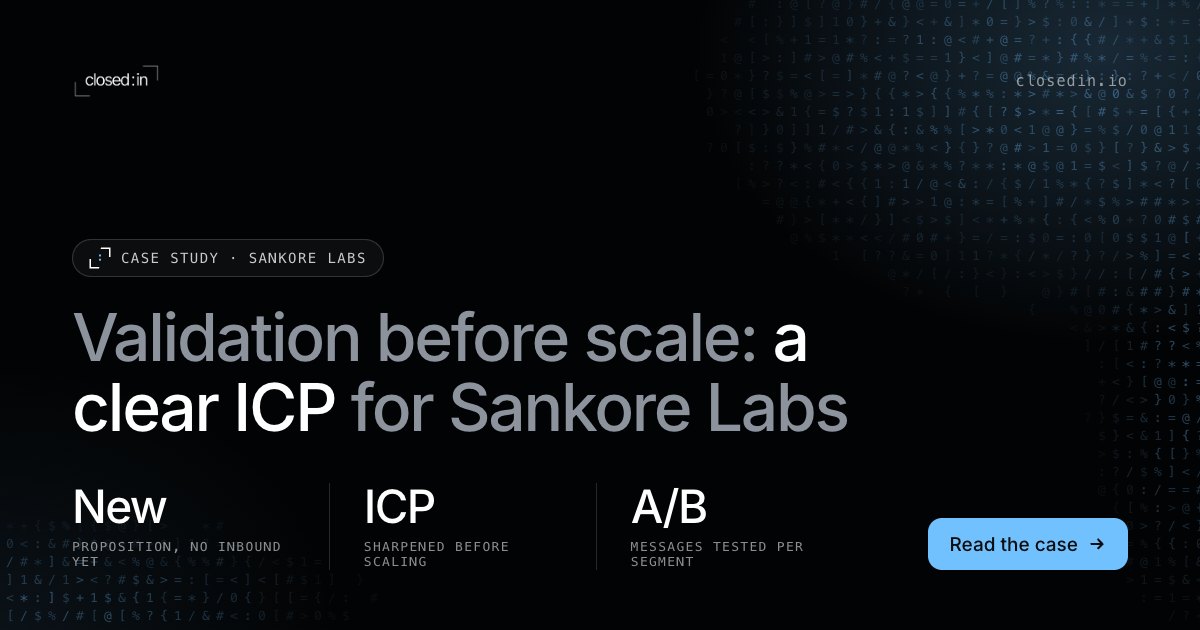 closed:in
closedin.io
CASE STUDY · SANKORE LABS
Validation before scale: a
clear ICP for Sankore Labs
New
PROPOSITION, NO INBOUND
YET
ICP
SHARPENED BEFORE
SCALING
A/B
MESSAGES TESTED PER
SEGMENT
Read the case →